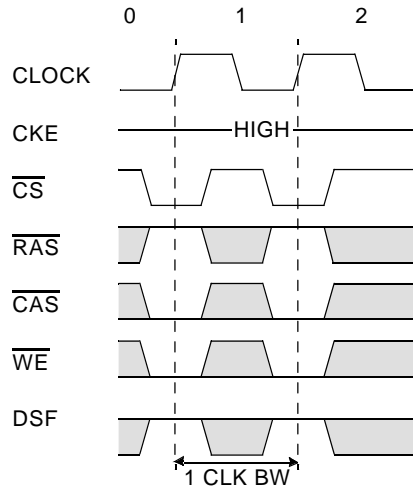 0 1 2
CLOCK
CKE HIGH
CS
RAS
CAS
WE
DSF
1 CLK BW